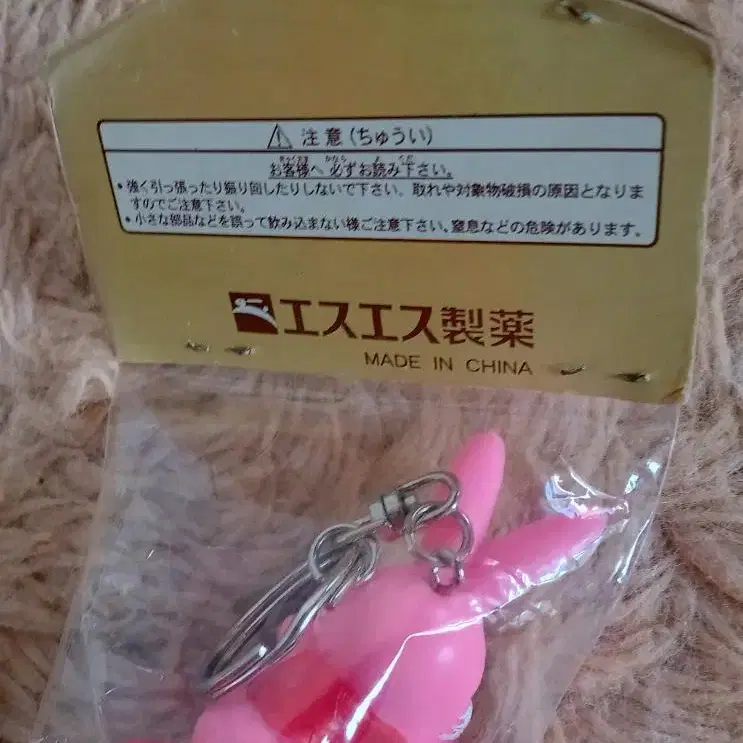 注意(ちゅうい)
お客様へ 必ずお読み下さい。
・強く引っ張ったり振り回したりしないで下さい。取れや対象物破損の原因となりま
すのでご注意下さい。
・小さな部品などを誤って飲み込まない様ご注意下さい。窒息などの危険があります。
エスエス製薬
MADE IN CHINA